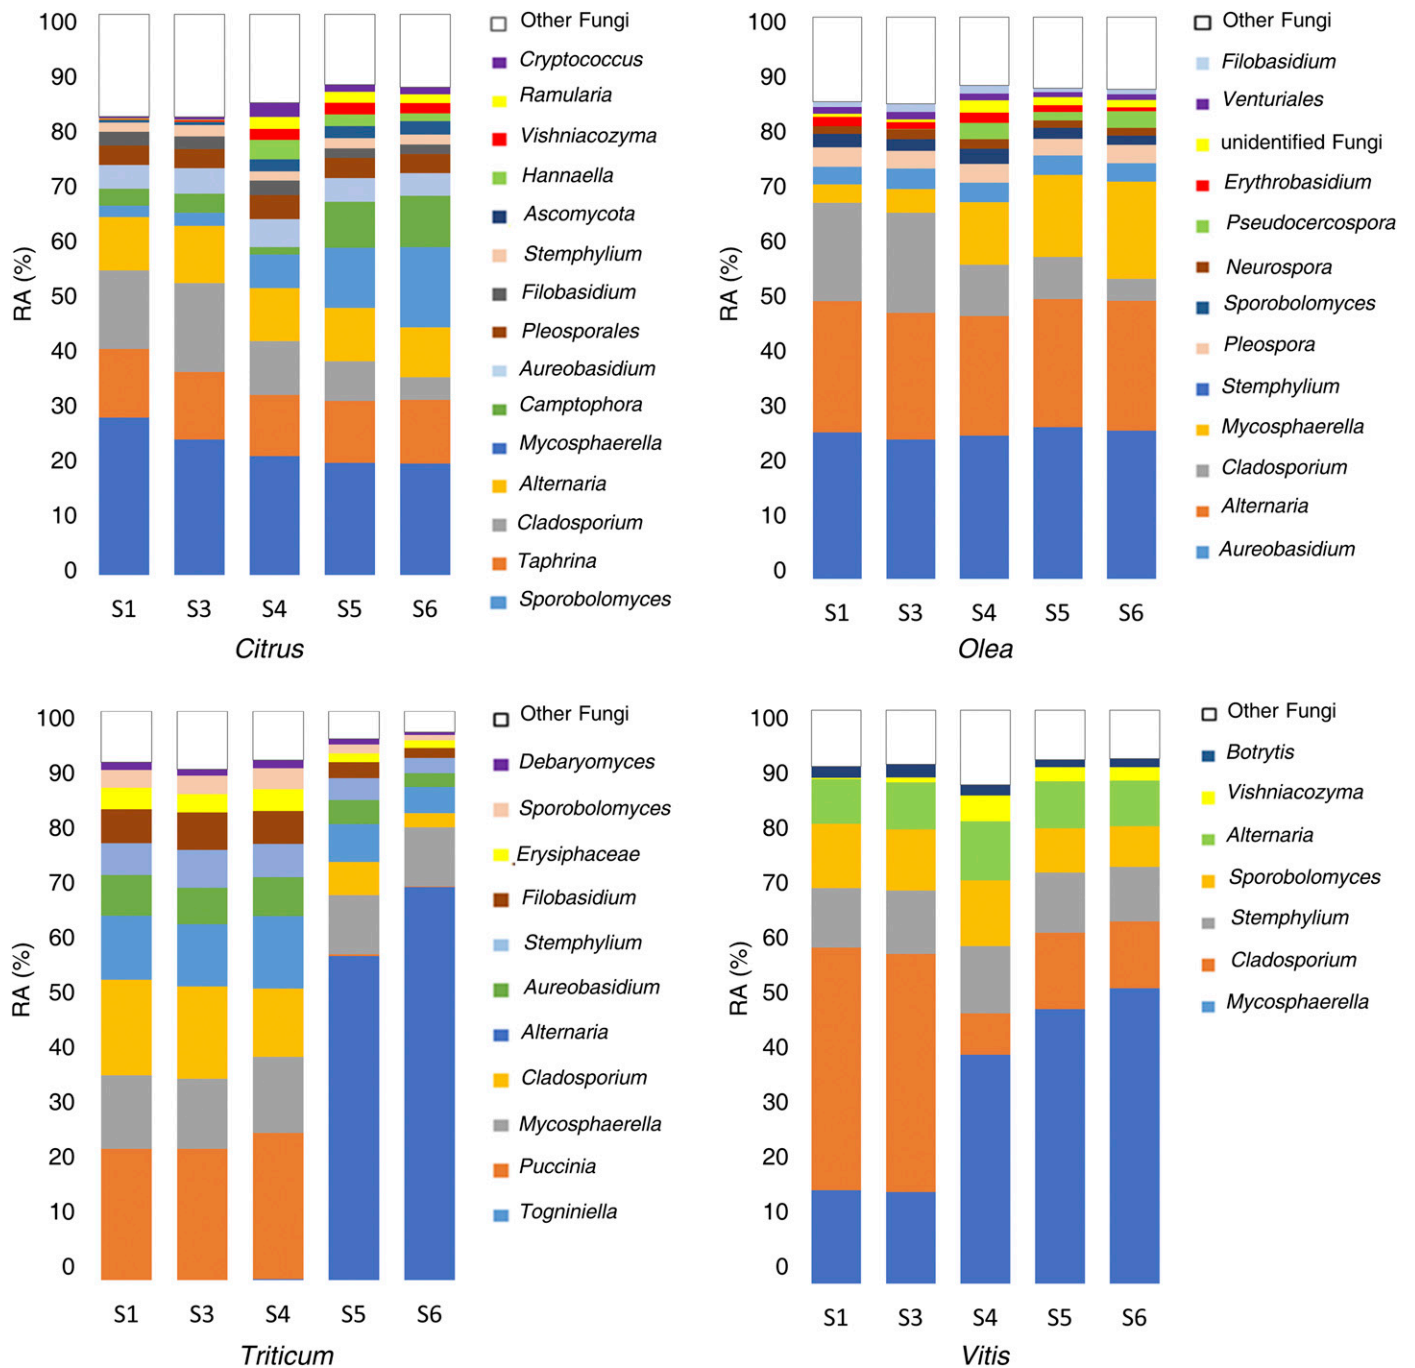 100
90
80
70
60
50
40
30
20
10
0
RA (%)
S1 S3 S4 S5 S6
Citrus
Other Fungi
Cryptococcus
Ramularia
Vishniacozyma
Hannaella
Ascomycota
Stemphylium
Filobasidium
Pleosporales
Aureobasidium
Camptophora
Mycosphaerella
Alternaria
Cladosporium
Taphrina
Sporobolomyces
100
90
80
70
60
50
40
30
20
10
0
RA (%)
S1 S3 S4 S5 S6
Olea
Other Fungi
Filobasidium
Venturiales
unidentified Fungi
Erythrobasidium
Pseudocercospora
Neurospora
Sporobolomyces
Pleospora
Stemphylium
Mycosphaerella
Cladosporium
Alternaria
Aureobasidium
100
90
80
70
60
50
40
30
20
10
0
RA (%)
S1 S3 S4 S5 S6
Triticum
Other Fungi
Debaryomyces
Sporobolomyces
Erysiphaceae
Filobasidium
Stemphylium
Aureobasidium
Alternaria
Cladosporium
Mycosphaerella
Puccinia
Togniniella
100
90
80
70
60
50
40
30
20
10
0
RA (%)
S1 S3 S4 S5 S6
Vitis
Other Fungi
Botrytis
Vishniacozyma
Alternaria
Sporobolomyces
Stemphylium
Cladosporium
Mycosphaerella